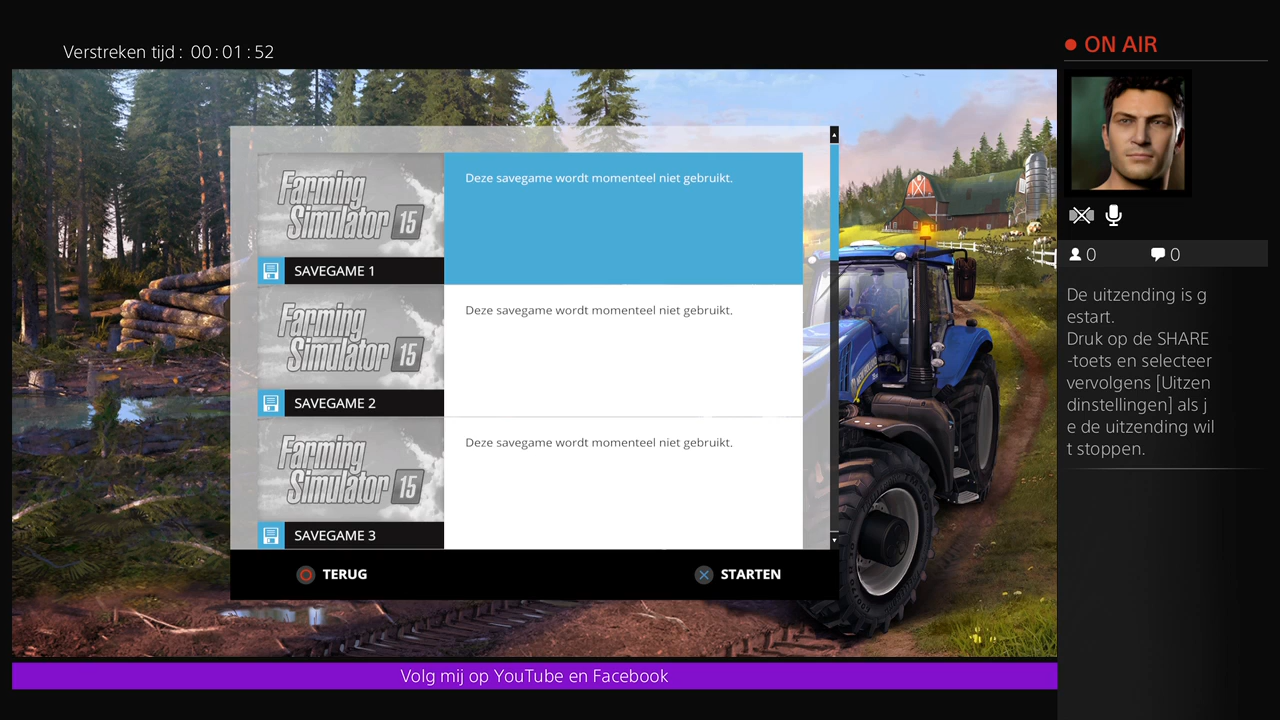 Verstreken tijd : 00:01:52
ON AIR
Farming
Simulator 15
Deze savegame wordt momenteel niet gebruikt.
SAVEGAME 1
Farming
Simulator 15
Deze savegame wordt momenteel niet gebruikt.
SAVEGAME 2
Farming
Simulator 15
Deze savegame wordt momenteel niet gebruikt.
SAVEGAME 3
TERUG
STARTEN
0
0
De uitzending is g
estart.
Druk op de SHARE
-toets en selecteer
vervolgens [Uitzen
dinstellingen] als j
e de uitzending wil
t stoppen.
Volg mij op YouTube en Facebook